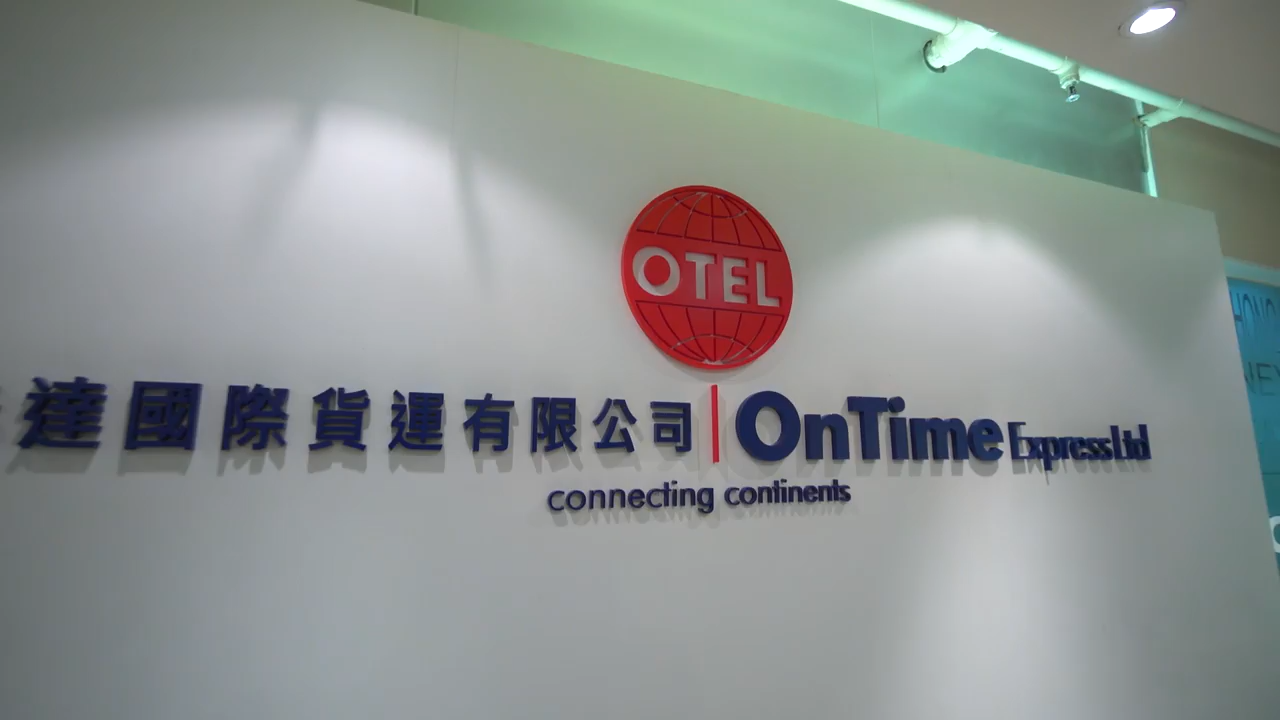 OTEL
達國際貨運有限公司 | OnTime Express Ltd
connecting continents